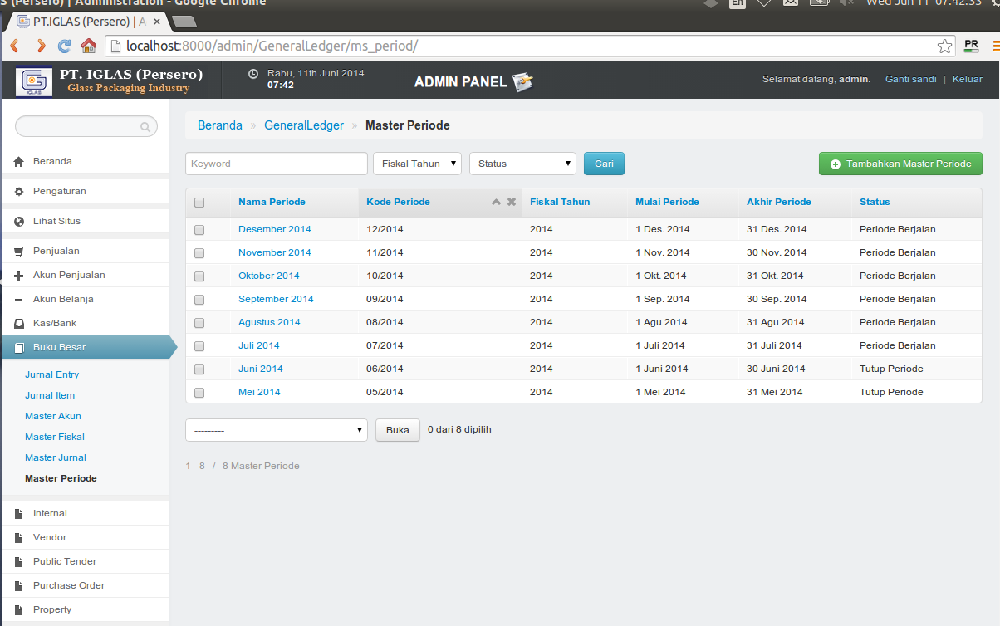 S (Persero) | Administration - Google Chrome
En
Wed Jun 11 07:42:33
PT.IGLAS (Persero) | A
localhost:8000/admin/GeneralLedger/ms_period/
PR
IGLAS
PT. IGLAS (Persero)
Glass Packaging Industry
Rabu, 11th Juni 2014
07:42
ADMIN PANEL
Selamat datang, admin. Ganti sandi | Keluar
Beranda
Pengaturan
Lihat Situs
Penjualan
Akun Penjualan
Akun Belanja
Kas/Bank
Buku Besar
Jurnal Entry
Jurnal Item
Master Akun
Master Fiskal
Master Jurnal
Master Periode
Internal
Vendor
Public Tender
Purchase Order
Property
Beranda » GeneralLedger » Master Periode
Keyword Fiskal Tahun Status Cari Tambahkan Master Periode
Nama Periode Kode Periode Fiskal Tahun Mulai Periode Akhir Periode Status
Desember 2014 12/2014 2014 1 Des. 2014 31 Des. 2014 Periode Berjalan
November 2014 11/2014 2014 1 Nov. 2014 30 Nov. 2014 Periode Berjalan
Oktober 2014 10/2014 2014 1 Okt. 2014 31 Okt. 2014 Periode Berjalan
September 2014 09/2014 2014 1 Sep. 2014 30 Sep. 2014 Periode Berjalan
Agustus 2014 08/2014 2014 1 Agu 2014 31 Agu 2014 Periode Berjalan
Juli 2014 07/2014 2014 1 Juli 2014 31 Juli 2014 Periode Berjalan
Juni 2014 06/2014 2014 1 Juni 2014 30 Juni 2014 Tutup Periode
Mei 2014 05/2014 2014 1 Mei 2014 31 Mei 2014 Tutup Periode
--------- Buka 0 dari 8 dipilih
1 - 8 / 8 Master Periode